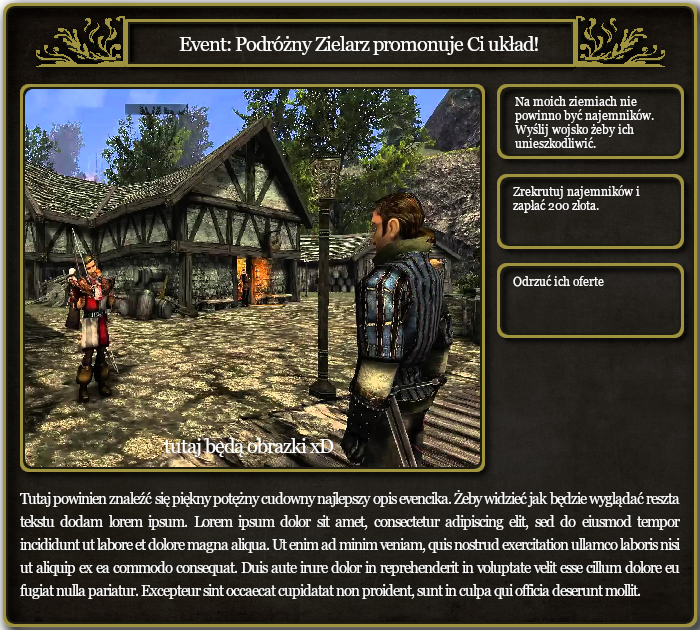 Event: Podróżny Zielarz promonuje Ci układ!
Na moich ziemiach nie
powinno być najemników.
Wyślij wojsko żeby ich
unieszkodliwić.
Zrekrutuj najemników i
zapłać 200 złota.
Odrzuć ich oferte
tutaj będą obrazki xD
Tutaj powinien znaleźć się piękny potężny cudowny najlepszy opis evencika. Żeby widzieć jak będzie wyglądać reszta
tekstu dodam lorem ipsum. Lorem ipsum dolor sit amet, consectetur adipiscing elit, sed do eiusmod tempor
incididunt ut labore et dolore magna aliqua. Ut enim ad minim veniam, quis nostrud exercitation ullamco laboris nisi
ut aliquip ex ea commodo consequat. Duis aute irure dolor in reprehenderit in voluptate velit esse cillum dolore eu
fugiat nulla pariatur. Excepteur sint occaecat cupidatat non proident, sunt in culpa qui officia deserunt mollit.